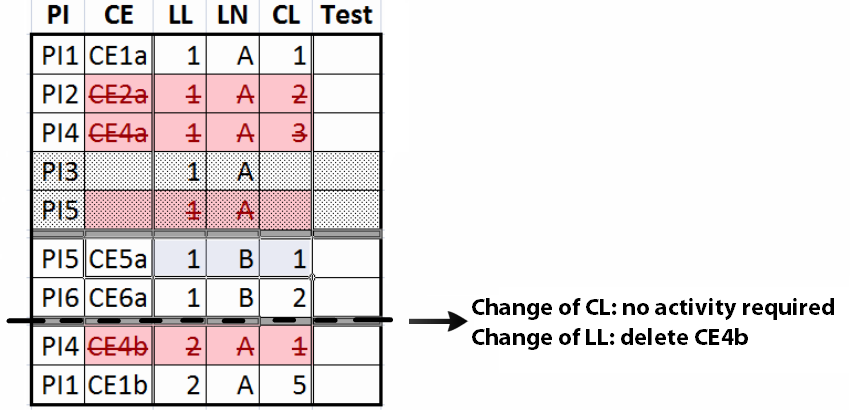 PI CE LL LN CL Test
PI1 CE1a 1 A 1
PI2 CE2a 1 A 2
PI4 CE4a 1 A 3
PI3 1 A
PI5 1 A
PI5 CE5a 1 B 1
PI6 CE6a 1 B 2
Change of CL: no activity required
Change of LL: delete CE4b
PI4 CE4b 2 A 1
PI1 CE1b 2 A 5